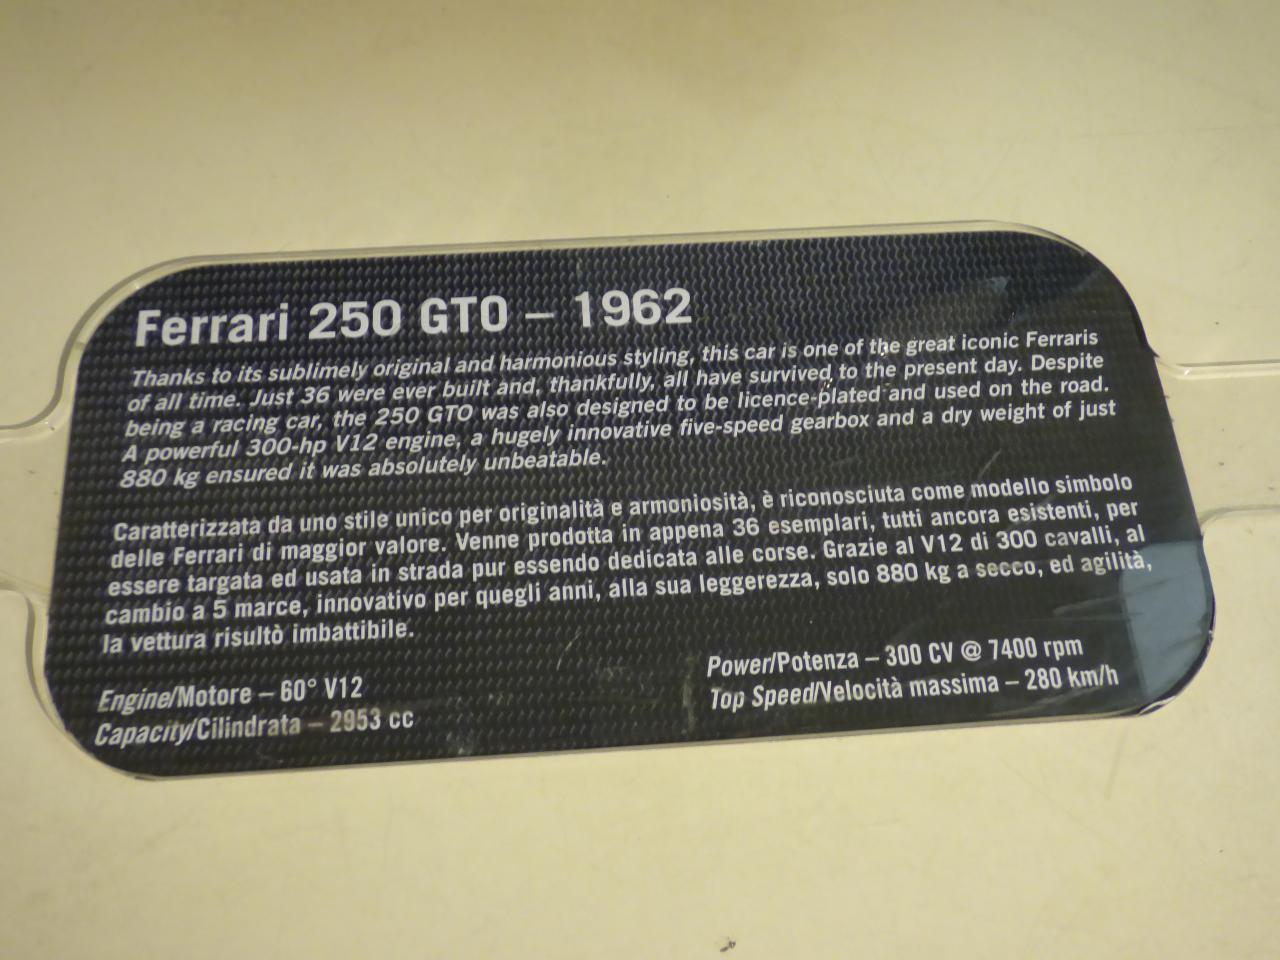 Ferrari 250 GTO – 1962
Thanks to its sublimely original and harmonious styling, this car is one of the great iconic Ferraris
of all time. Just 36 were ever built and, thankfully, all have survived to the present day. Despite
being a racing car, the 250 GTO was also designed to be licence-plated and used on the road.
A powerful 300-hp V12 engine, a hugely innovative five-speed gearbox and a dry weight of just
880 kg ensured it was absolutely unbeatable.
Caratterizzata da uno stile unico per originalità e armoniosità, è riconosciuta come modello simbolo
delle Ferrari di maggior valore. Venne prodotta in appena 36 esemplari, tutti ancora esistenti, per
essere targata ed usata in strada pur essendo dedicata alle corse. Grazie al V12 di 300 cavalli, al
cambio a 5 marce, innovativo per quegli anni, alla sua leggerezza, solo 880 kg a secco, ed agilità,
la vettura risultò imbattibile.
Engine/Motore – 60° V12
Capacity/Cilindrata – 2953 cc
Power/Potenza – 300 CV @ 7400 rpm
Top Speed/Velocità massima – 280 km/h